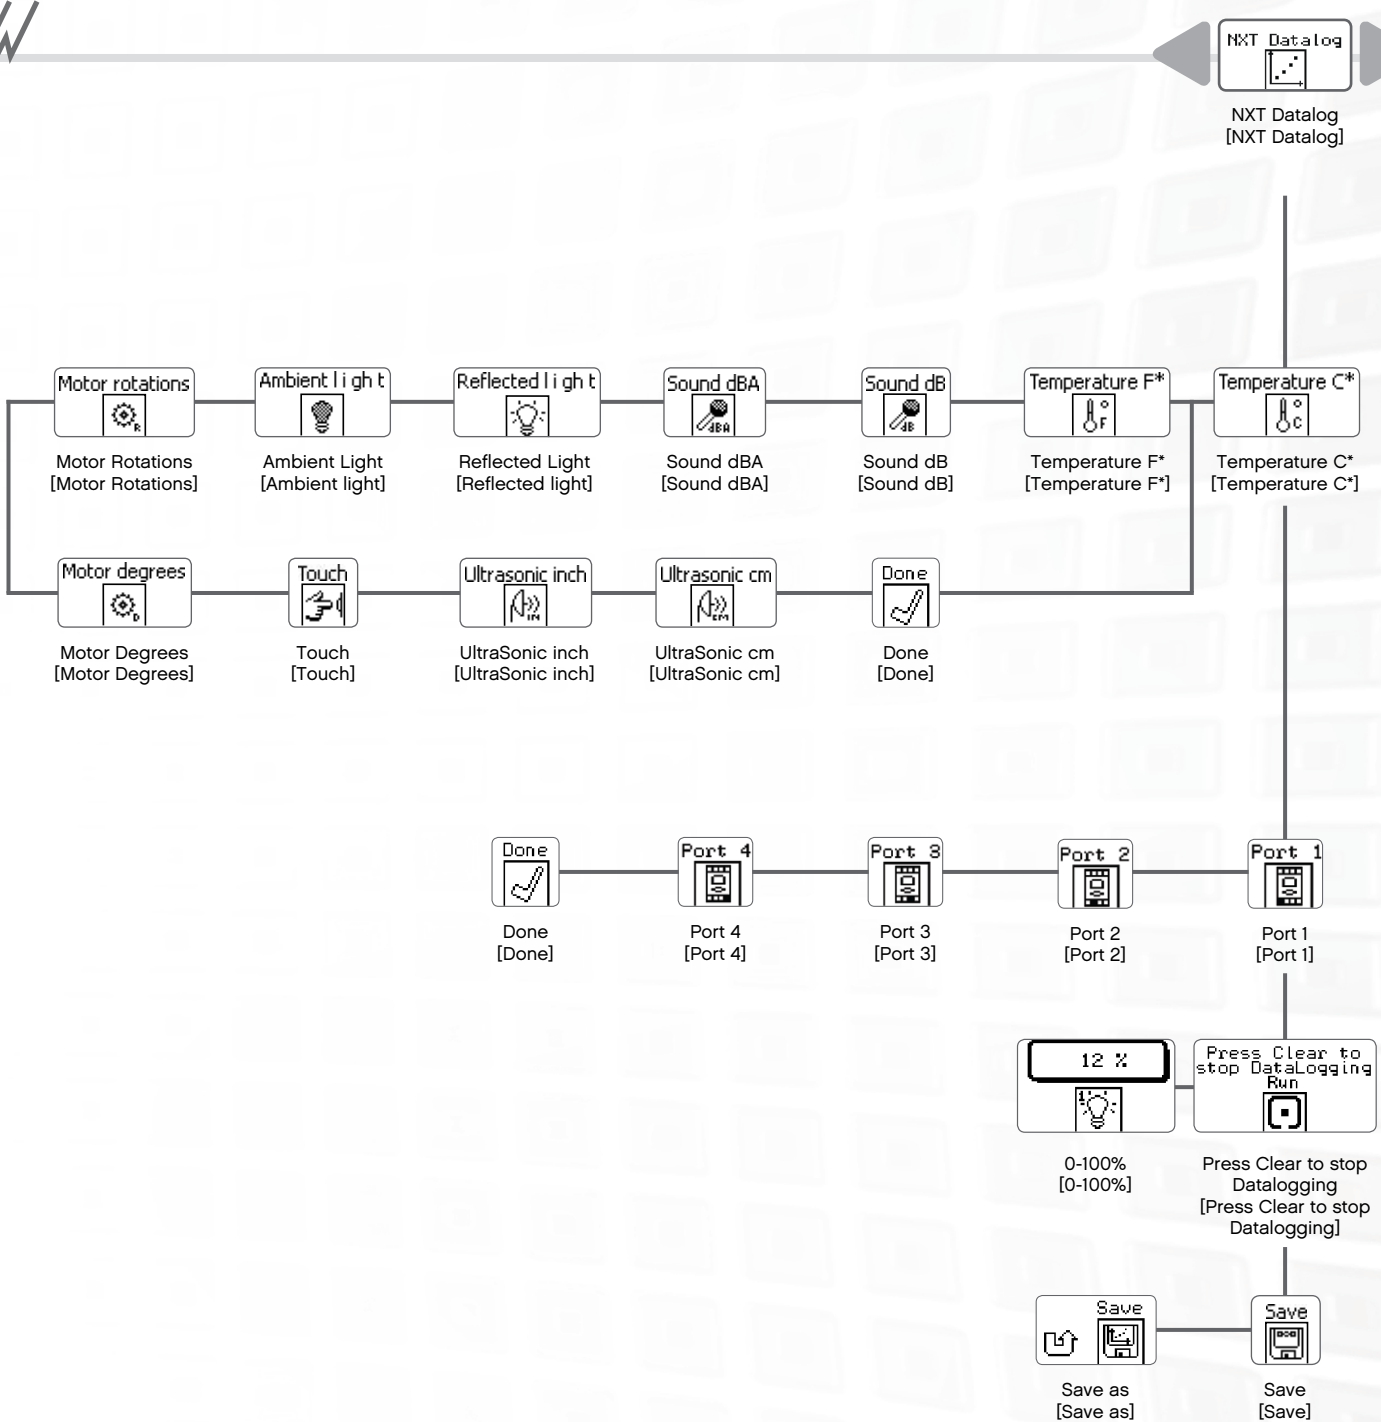 NXT Datalog
NXT Datalog
[NXT Datalog]
Motor rotations
Motor Rotations
[Motor Rotations]
Ambient light
Ambient Light
[Ambient light]
Reflected light
Reflected Light
[Reflected light]
Sound dBA
dBA
Sound dBA
[Sound dBA]
Sound dB
dB
Sound dB
[Sound dB]
Temperature F*
°F
Temperature F*
[Temperature F*]
Temperature C*
°C
Temperature C*
[Temperature C*]
Motor degrees
Motor Degrees
[Motor Degrees]
Touch
Touch
[Touch]
Ultrasonic inch
IN
UltraSonic inch
[UltraSonic inch]
Ultrasonic cm
CM
UltraSonic cm
[UltraSonic cm]
Done
Done
[Done]
Done
Done
[Done]
Port 4
Port 4
[Port 4]
Port 3
Port 3
[Port 3]
Port 2
Port 2
[Port 2]
Port 1
Port 1
[Port 1]
12 %
1
0-100%
[0-100%]
Press Clear to
stop DataLogging
Run
Press Clear to stop
Datalogging
[Press Clear to stop
Datalogging]
Save
Save as
[Save as]
Save
Save
[Save]